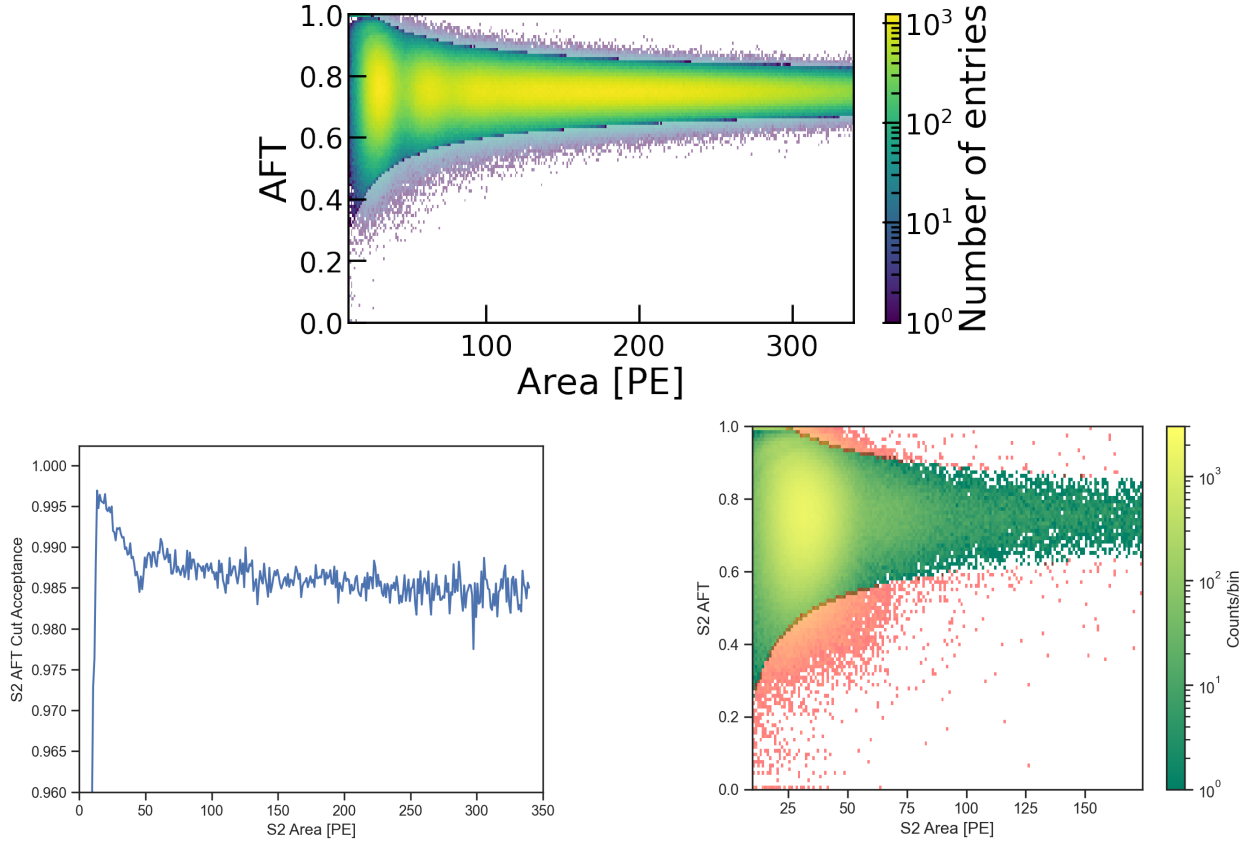 1.0
0.8
0.6
0.4
0.2
0.0
AFT
100 200 300
Area [PE]
10³
10²
10¹
10⁰
Number of entries
1.000
0.995
0.990
0.985
0.980
0.975
0.970
0.965
0.960
S2 AFT Cut Acceptance
0 50 100 150 200 250 300 350
S2 Area [PE]
1.0
0.8
0.6
0.4
0.2
0.0
S2 AFT
25 50 75 100 125 150
S2 Area [PE]
10³
10²
10¹
10⁰
Counts/bin